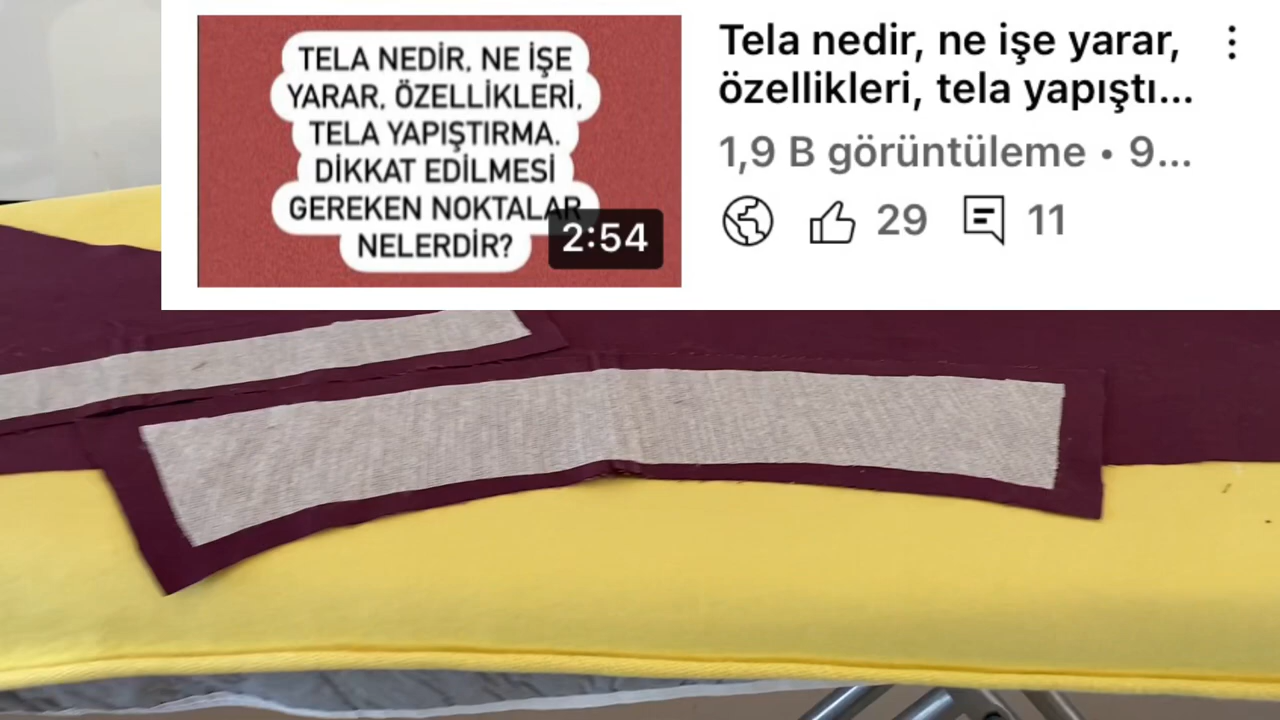 TELA NEDİR, NE İŞE
YARAR, ÖZELLİKLERİ,
TELA YAPIŞTIRMA.
DİKKAT EDİLMESİ
GEREKEN NOKTALAR
NELERDİR?
2:54
Tela nedir, ne işe yarar,
özellikleri, tela yapıştı...
1,9 B görüntüleme • 9...
29 11